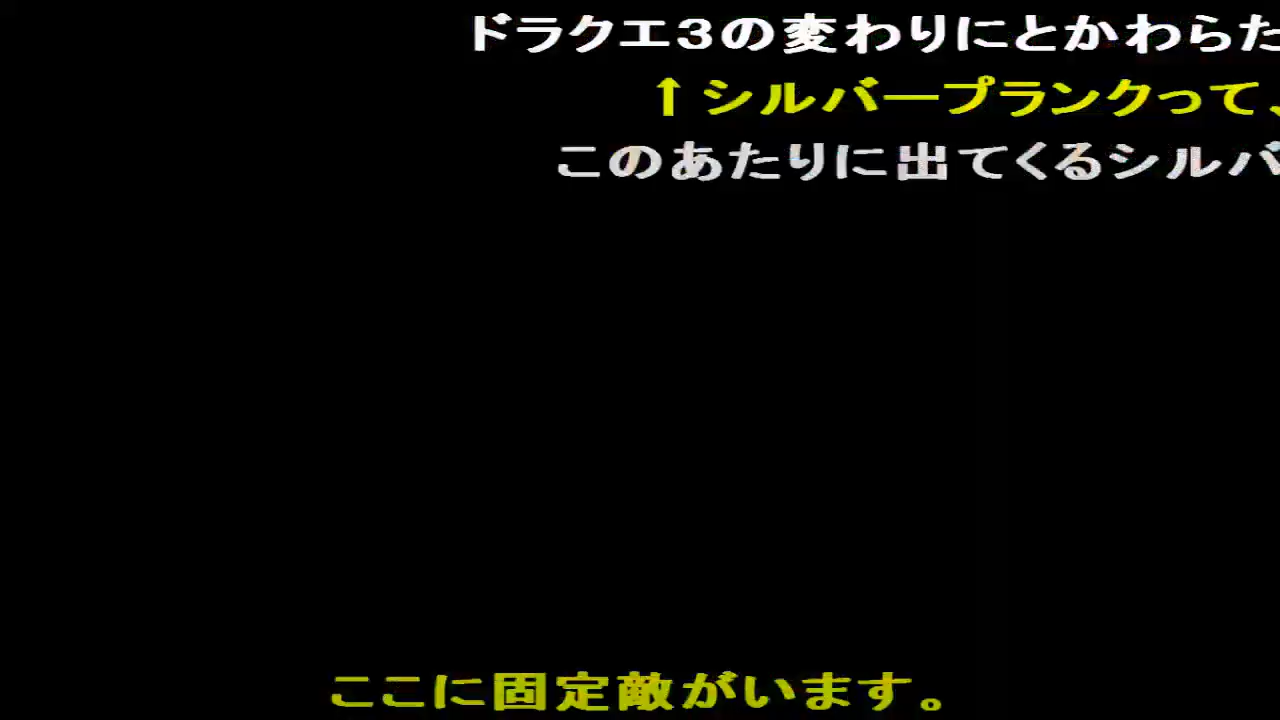 ドラクエ３の変わりにとかわらた
↑シルバープランクって、
このあたりに出てくるシルバ
ここに固定敵がいます。